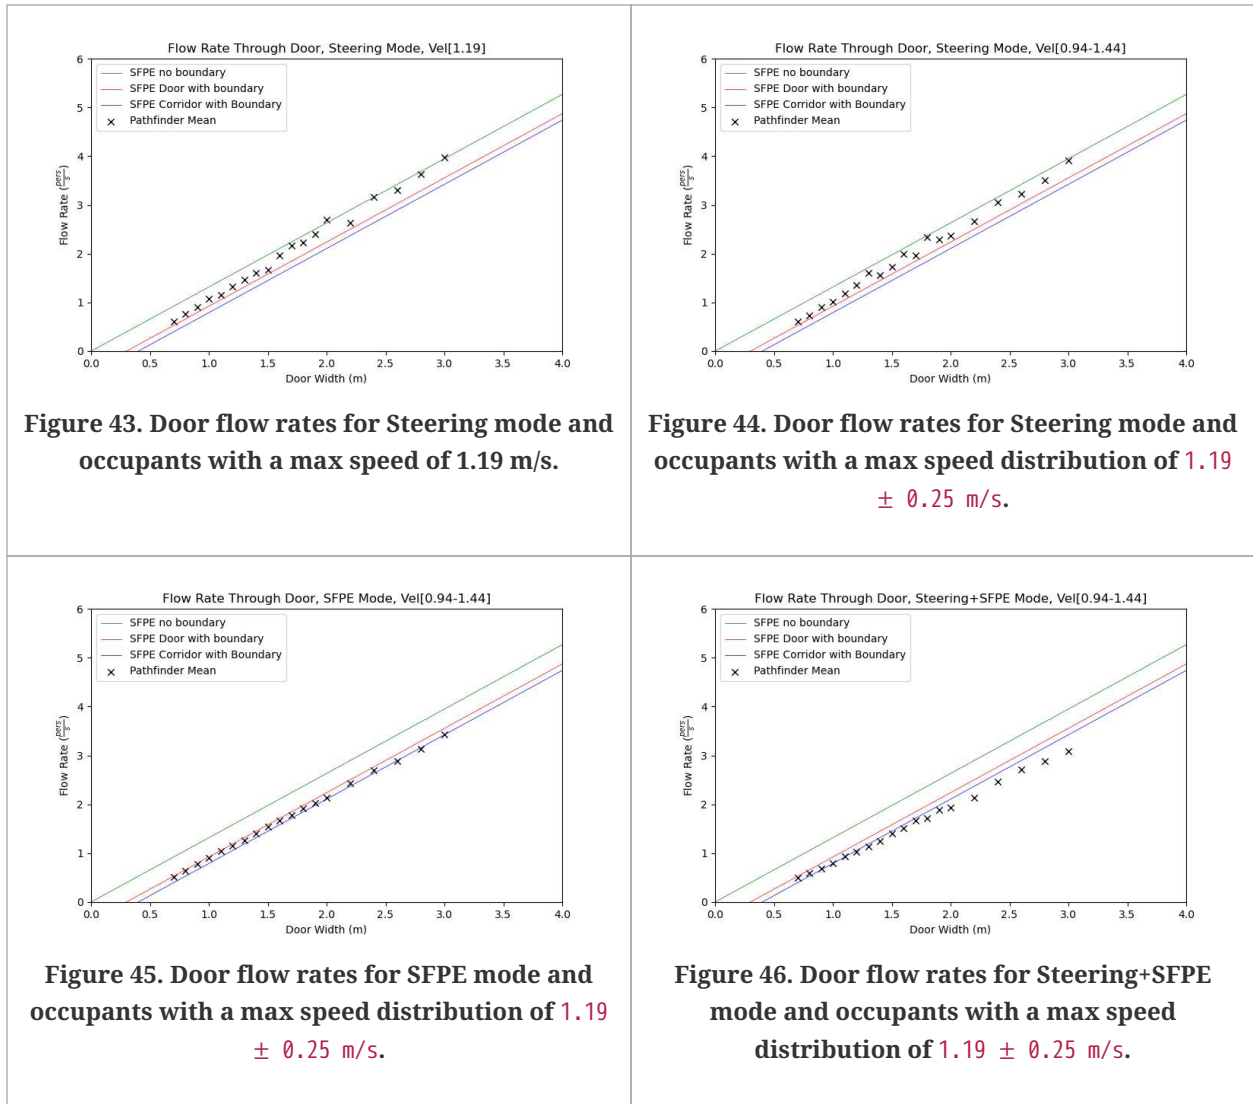 Flow Rate Through Door, Steering Mode, Vel[1.19]
6
SFPE no boundary
SFPE Door with boundary
5
SFPE Corridor with Boundary
Pathfinder Mean
4
3
2
1
0
Flow Rate (pers/s)
0.0 0.5 1.0 1.5 2.0 2.5 3.0 3.5 4.0
Door Width (m)
Figure 43. Door flow rates for Steering mode and
occupants with a max speed of 1.19 m/s.
Flow Rate Through Door, Steering Mode, Vel[0.94-1.44]
6
SFPE no boundary
SFPE Door with boundary
5
SFPE Corridor with Boundary
Pathfinder Mean
4
3
2
1
0
Flow Rate (pers/s)
0.0 0.5 1.0 1.5 2.0 2.5 3.0 3.5 4.0
Door Width (m)
Figure 44. Door flow rates for Steering mode and
occupants with a max speed distribution of 1.19
± 0.25 m/s.
Flow Rate Through Door, SFPE Mode, Vel[0.94-1.44]
6
SFPE no boundary
SFPE Door with boundary
5
SFPE Corridor with Boundary
Pathfinder Mean
4
3
2
1
0
Flow Rate (pers/s)
0.0 0.5 1.0 1.5 2.0 2.5 3.0 3.5 4.0
Door Width (m)
Figure 45. Door flow rates for SFPE mode and
occupants with a max speed distribution of 1.19
± 0.25 m/s.
Flow Rate Through Door, Steering+SFPE Mode, Vel[0.94-1.44]
6
SFPE no boundary
SFPE Door with boundary
5
SFPE Corridor with Boundary
Pathfinder Mean
4
3
2
1
0
Flow Rate (pers/s)
0.0 0.5 1.0 1.5 2.0 2.5 3.0 3.5 4.0
Door Width (m)
Figure 46. Door flow rates for Steering+SFPE
mode and occupants with a max speed
distribution of 1.19 ± 0.25 m/s.